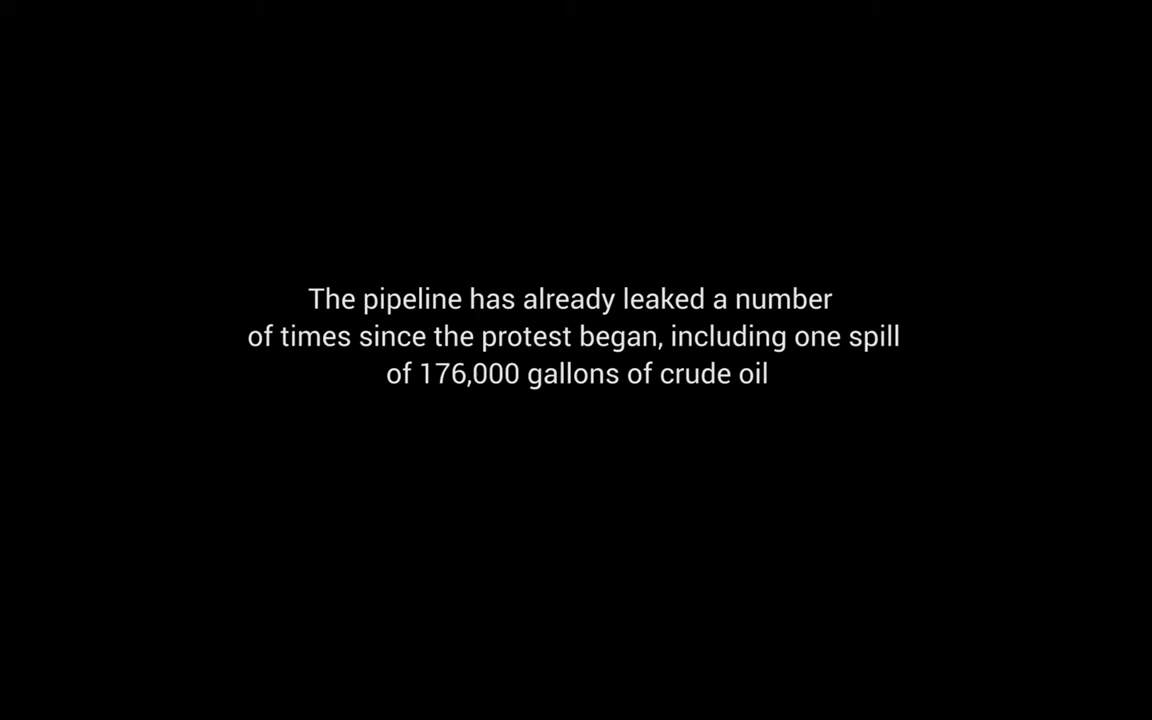 The pipeline has already leaked a number
of times since the protest began, including one spill
of 176,000 gallons of crude oil